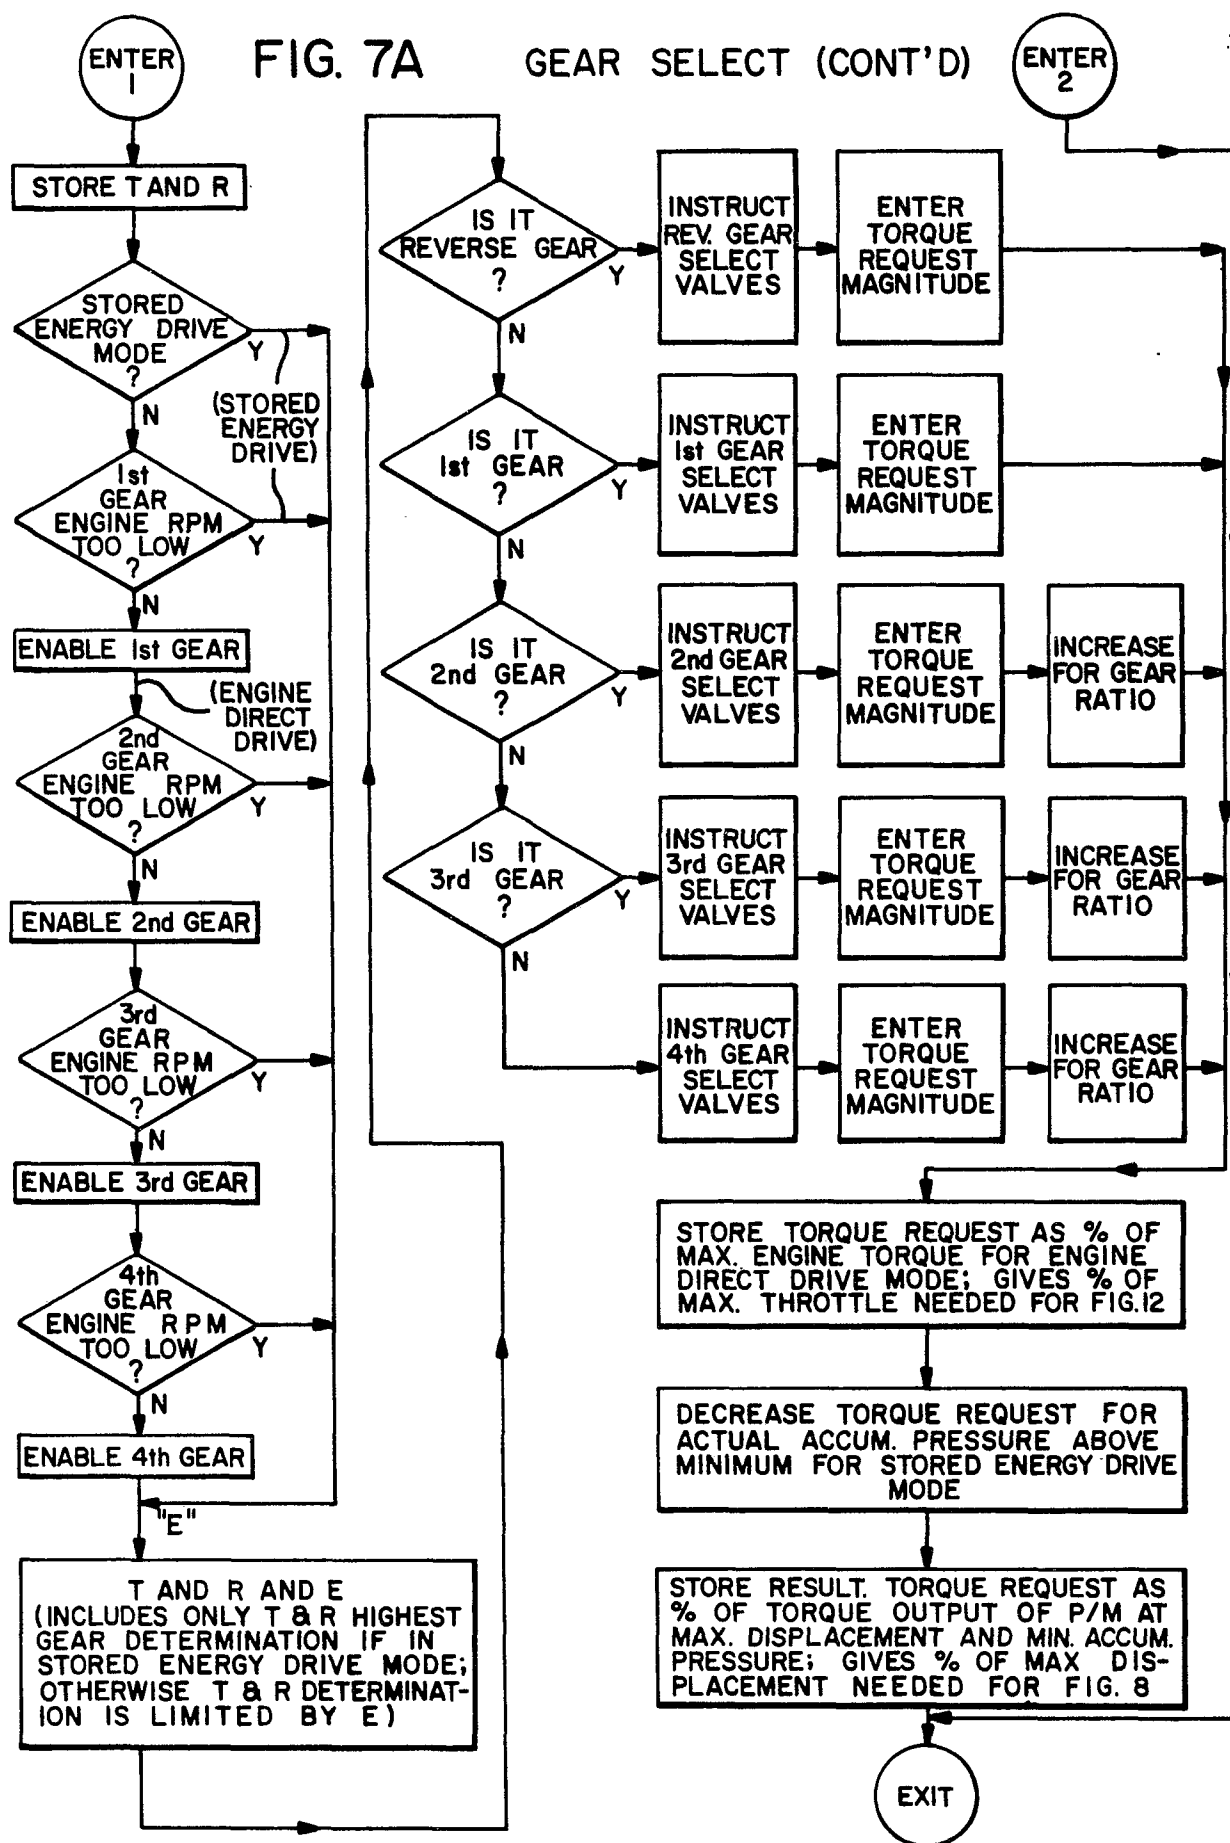 FIG. 7A
GEAR SELECT (CONT'D)
ENTER
1
STORE T AND R
STORED
ENERGY DRIVE
MODE
?
Y
N
(STORED
ENERGY
DRIVE)
1st
GEAR
ENGINE RPM
TOO LOW
?
Y
N
ENABLE 1st GEAR
(ENGINE
DIRECT
DRIVE)
2nd
GEAR
ENGINE RPM
TOO LOW
?
Y
N
ENABLE 2nd GEAR
3rd
GEAR
ENGINE RPM
TOO LOW
?
Y
N
ENABLE 3rd GEAR
4th
GEAR
ENGINE RPM
TOO LOW
?
Y
N
ENABLE 4th GEAR
"E"
T AND R AND E
(INCLUDES ONLY T & R HIGHEST
GEAR DETERMINATION IF IN
STORED ENERGY DRIVE MODE;
OTHERWISE T & R DETERMINAT-
ION IS LIMITED BY E)
IS IT
REVERSE GEAR
?
Y
N
INSTRUCT
REV. GEAR
SELECT
VALVES
ENTER
TORQUE
REQUEST
MAGNITUDE
IS IT
1st GEAR
?
Y
N
INSTRUCT
1st GEAR
SELECT
VALVES
ENTER
TORQUE
REQUEST
MAGNITUDE
IS IT
2nd GEAR
?
Y
N
INSTRUCT
2nd GEAR
SELECT
VALVES
ENTER
TORQUE
REQUEST
MAGNITUDE
INCREASE
FOR GEAR
RATIO
IS IT
3rd GEAR
?
Y
N
INSTRUCT
3rd GEAR
SELECT
VALVES
ENTER
TORQUE
REQUEST
MAGNITUDE
INCREASE
FOR GEAR
RATIO
INSTRUCT
4th GEAR
SELECT
VALVES
ENTER
TORQUE
REQUEST
MAGNITUDE
INCREASE
FOR GEAR
RATIO
ENTER
2
STORE TORQUE REQUEST AS % OF
MAX. ENGINE TORQUE FOR ENGINE
DIRECT DRIVE MODE; GIVES % OF
MAX. THROTTLE NEEDED FOR FIG.12
DECREASE TORQUE REQUEST FOR
ACTUAL ACCUM. PRESSURE ABOVE
MINIMUM FOR STORED ENERGY DRIVE
MODE
STORE RESULT. TORQUE REQUEST AS
% OF TORQUE OUTPUT OF P/M AT
MAX. DISPLACEMENT AND MIN. ACCUM.
PRESSURE; GIVES % OF MAX DIS-
PLACEMENT NEEDED FOR FIG. 8
EXIT